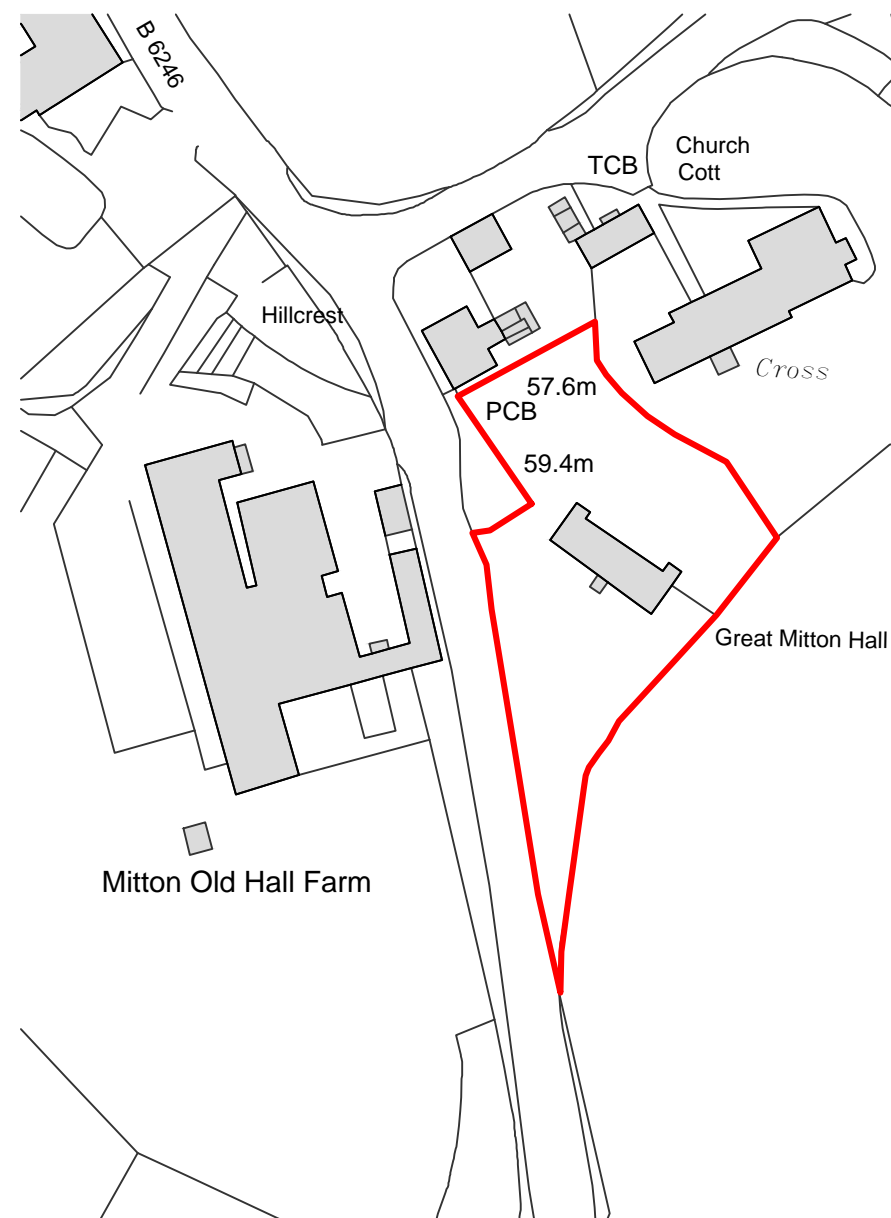 B 6246
Church
TCB
Cott
Hillcrest
Cross
57.6m
PCB
59.4m
Great Mitton Hall
Mitton Old Hall Farm